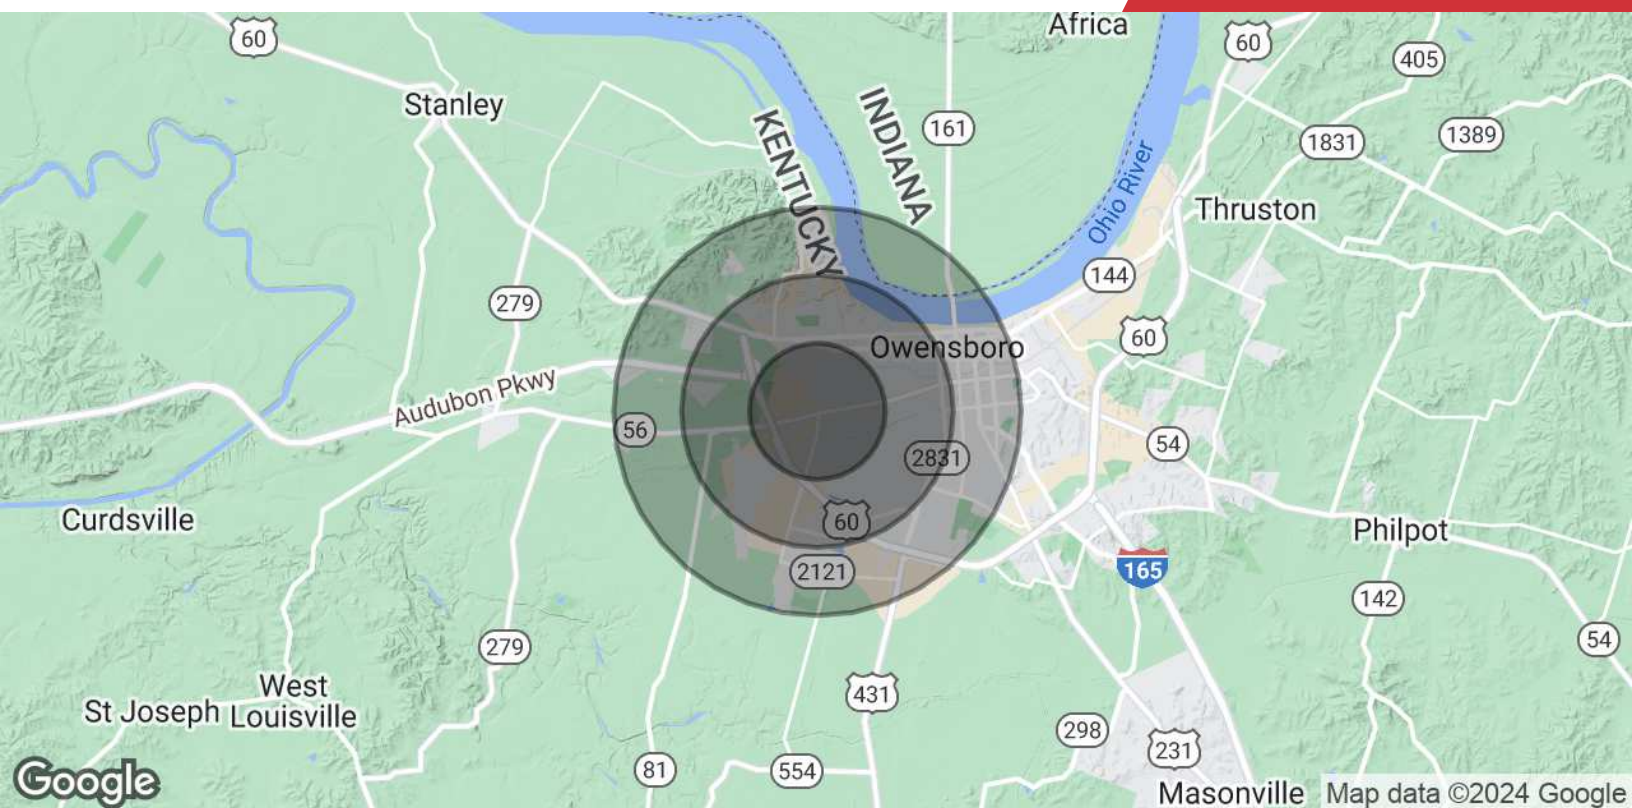 60
Africa
60
405
Stanley
KENTUCKY
INDIANA
161
1831
1389
Ohio River
Thruston
144
279
60
Owensboro
Audubon Pkwy
56
2831
54
Curdsville
60
Philpot
2121
165
142
279
54
West
Louisville
St Joseph
431
298
231
81
554
Google
Masonville
Map data ©2024 Google